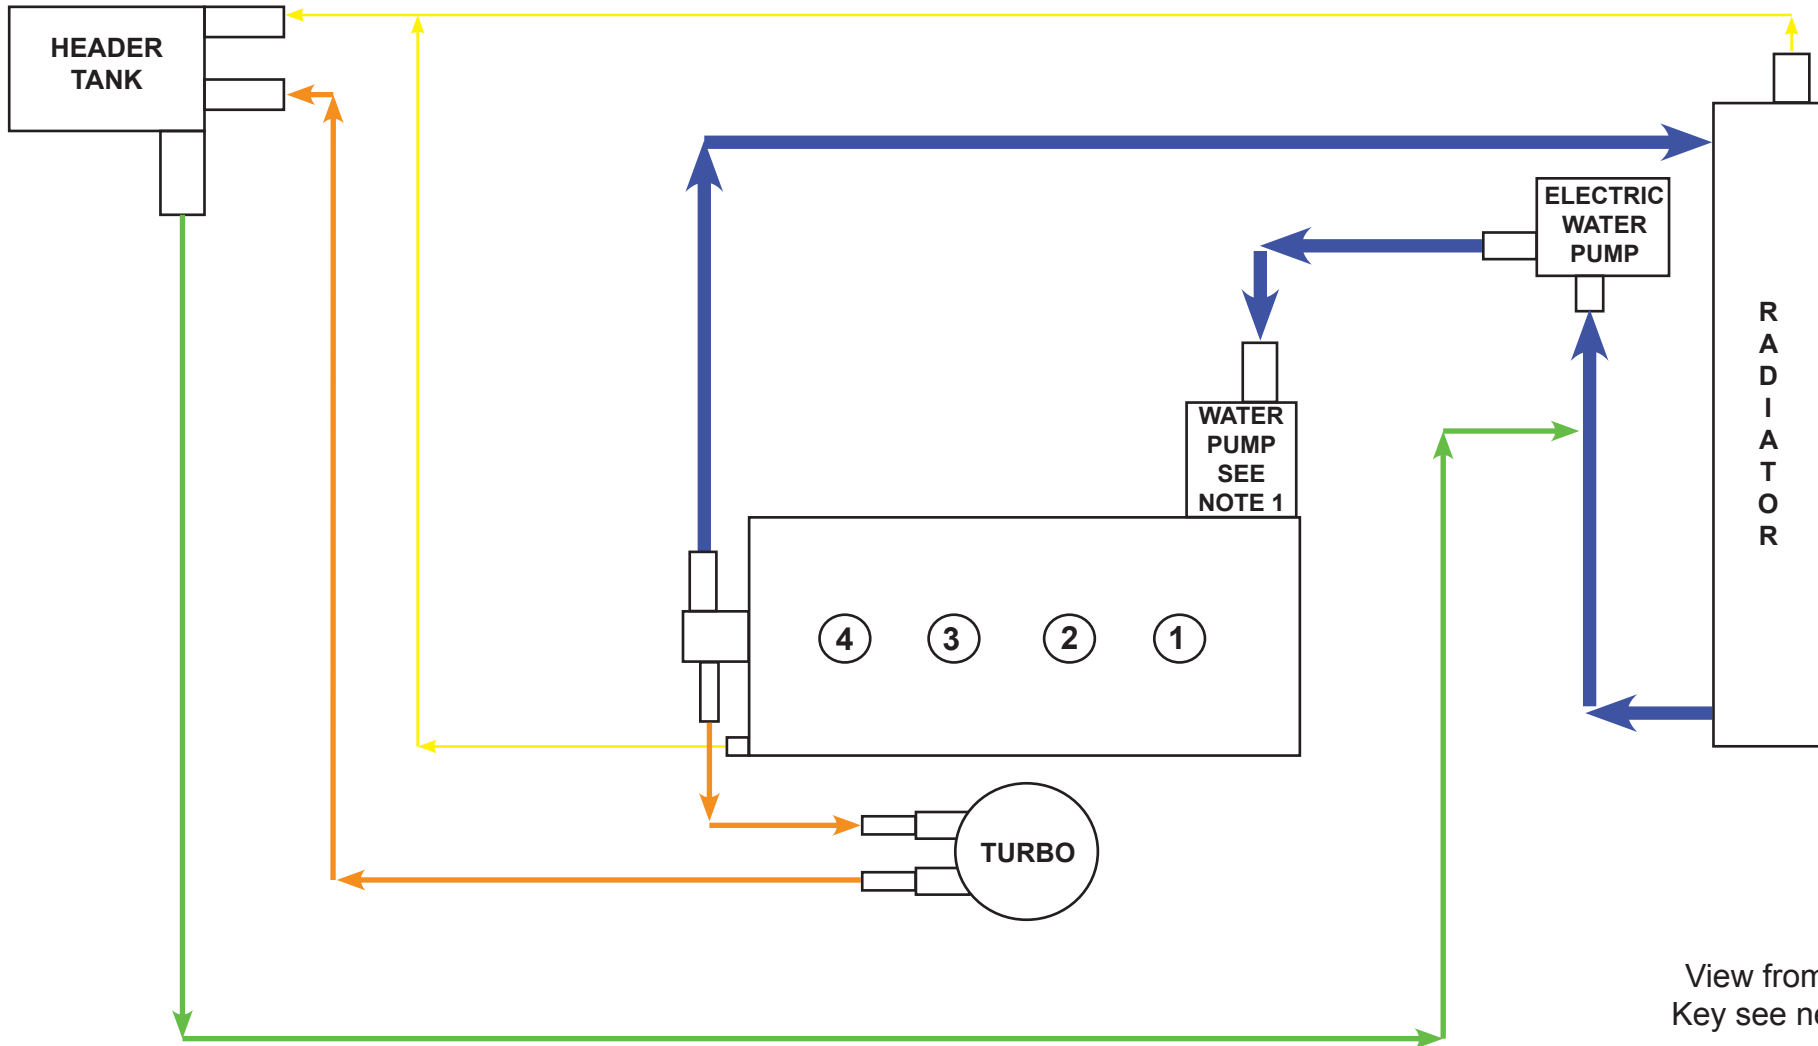 HEADER
TANK
ELECTRIC
WATER
PUMP
R
A
D
I
A
T
O
R
WATER
PUMP
SEE
NOTE 1
4
3
2
1
TURBO
View from
Key see ne